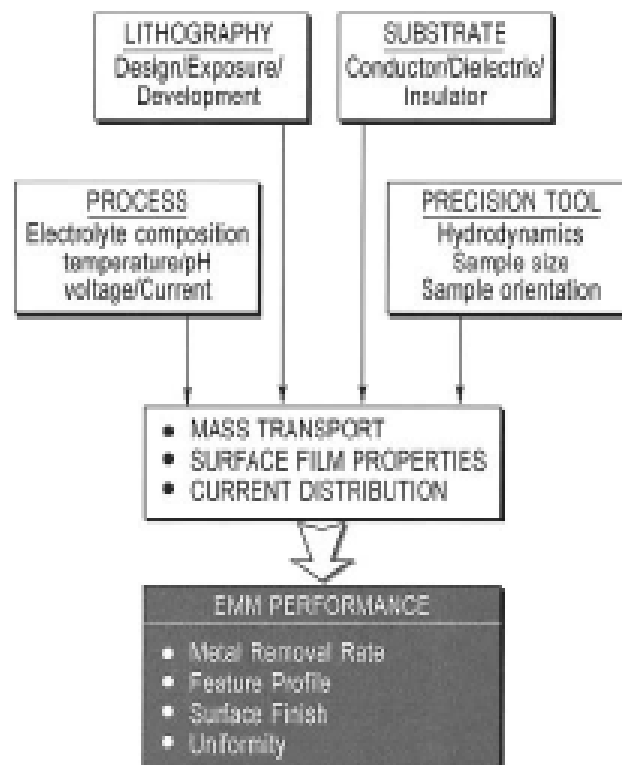 LITHOGRAPHY
Design/Exposure/
Development
SUBSTRATE
Conductor/Dielectric/
Insulator
PROCESS
Electrolyte composition
temperature/pH
voltage/Current
PRECISION TOOL
Hydrodynamics
Sample size
Sample orientation
● MASS TRANSPORT
● SURFACE FILM PROPERTIES
● CURRENT DISTRIBUTION
EMM PERFORMANCE
● Metal Removal Rate
● Feature Profile
● Surface Finish
● Uniformity